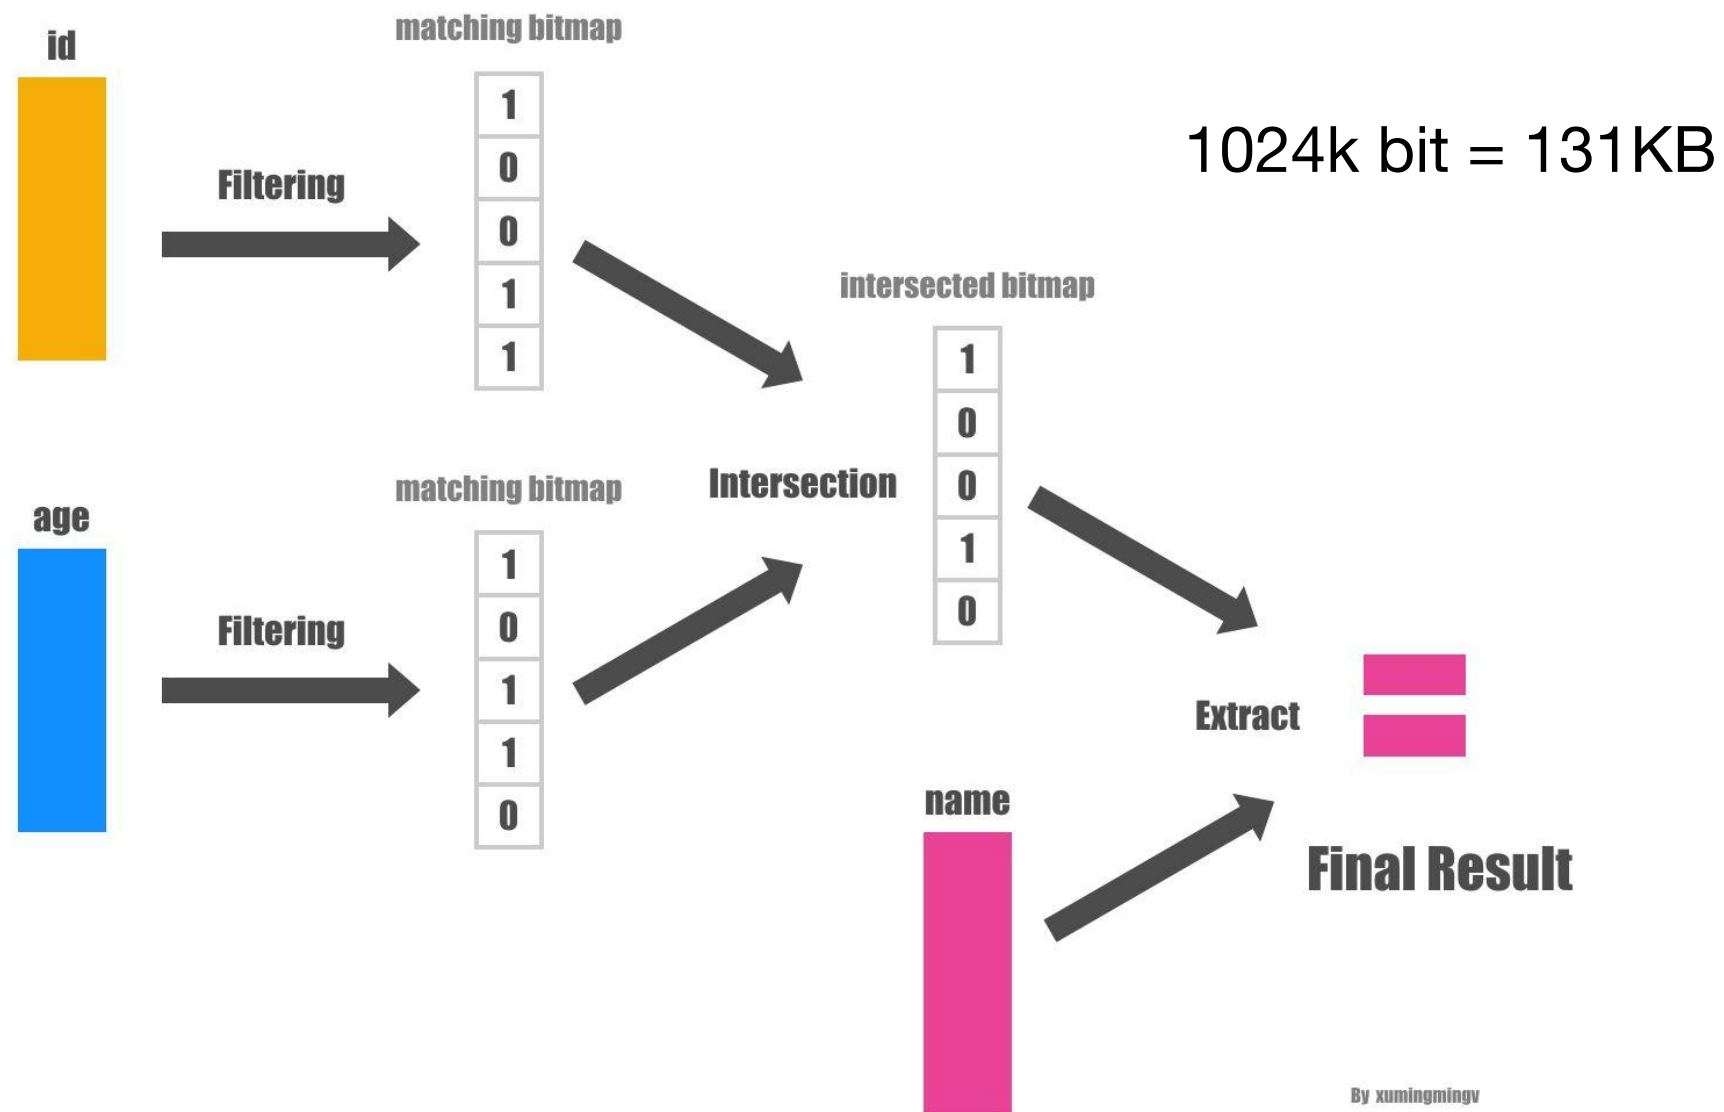 matching bitmap
id
1
0
0
1
1
Filtering
1024k bit = 131KB
intersected bitmap
1
0
0
1
0
matching bitmap
age
1
0
1
1
0
Filtering
Intersection
Extract
name
Final Result
By xumingmingv